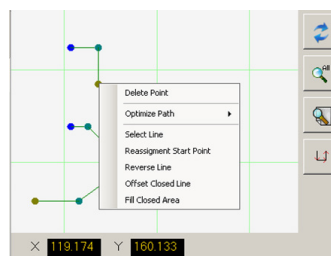 All
Delete Point
Optimize Path
Select Line
Reassigment Start Point
Reverse Line
Offset Closed Line
Fill Closed Area
X 119.174 Y 160.133